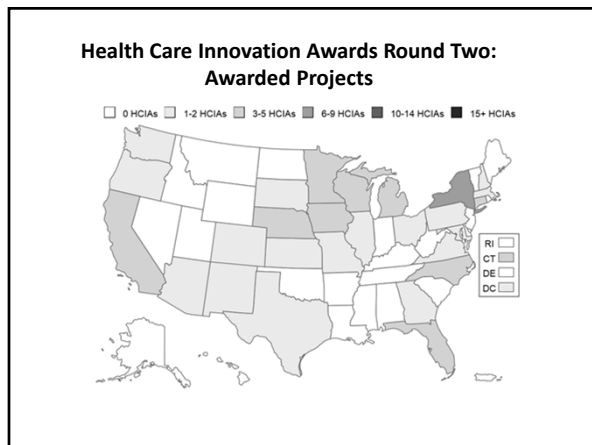 Health Care Innovation Awards Round Two:
Awarded Projects
0 HCIAs 1-2 HCIAs 3-5 HCIAs 6-9 HCIAs 10-14 HCIAs 15+ HCIAs
RI
CT
DE
DC